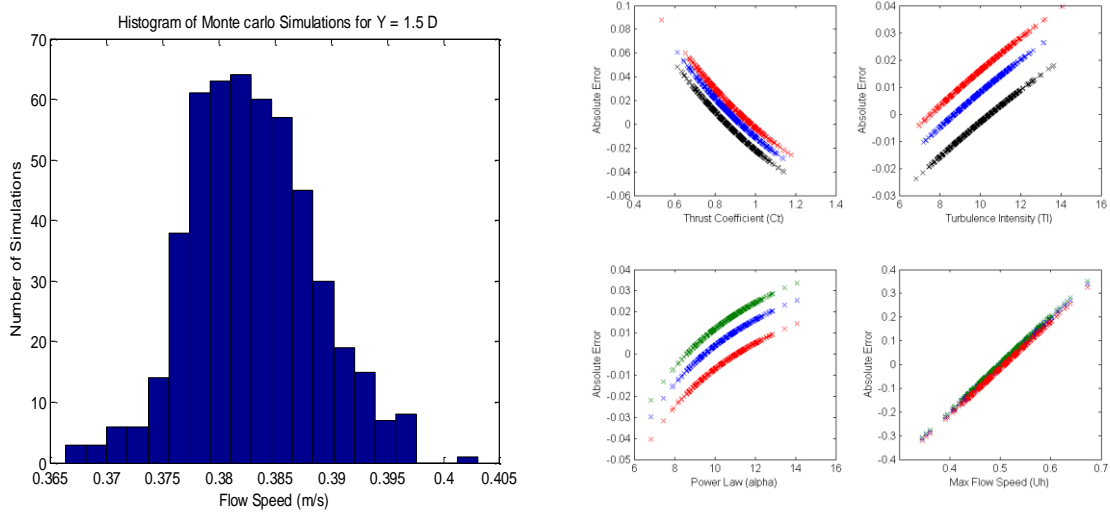 Histogram of Monte carlo Simulations for Y = 1.5 D
70
60
50
40
30
20
10
0
Number of Simulations
0.365 0.37 0.375 0.38 0.385 0.39 0.395 0.4 0.405
Flow Speed (m/s)
0.1
0.08
0.06
0.04
0.02
0
-0.02
-0.04
-0.06
Absolute Error
0.4 0.6 0.8 1 1.2 1.4
Thrust Coefficient (Ct)
0.04
0.03
0.02
0.01
0
-0.01
-0.02
-0.03
Absolute Error
6 8 10 12 14 16
Turbulence Intensity (TI)
0.04
0.03
0.02
0.01
0
-0.01
-0.02
-0.03
-0.04
-0.05
Absolute Error
6 8 10 12 14 16
Power Law (alpha)
0.4
0.3
0.2
0.1
0
-0.1
-0.2
-0.3
-0.4
Absolute Error
0.4 0.5 0.6 0.7
Max Flow Speed (Uh)